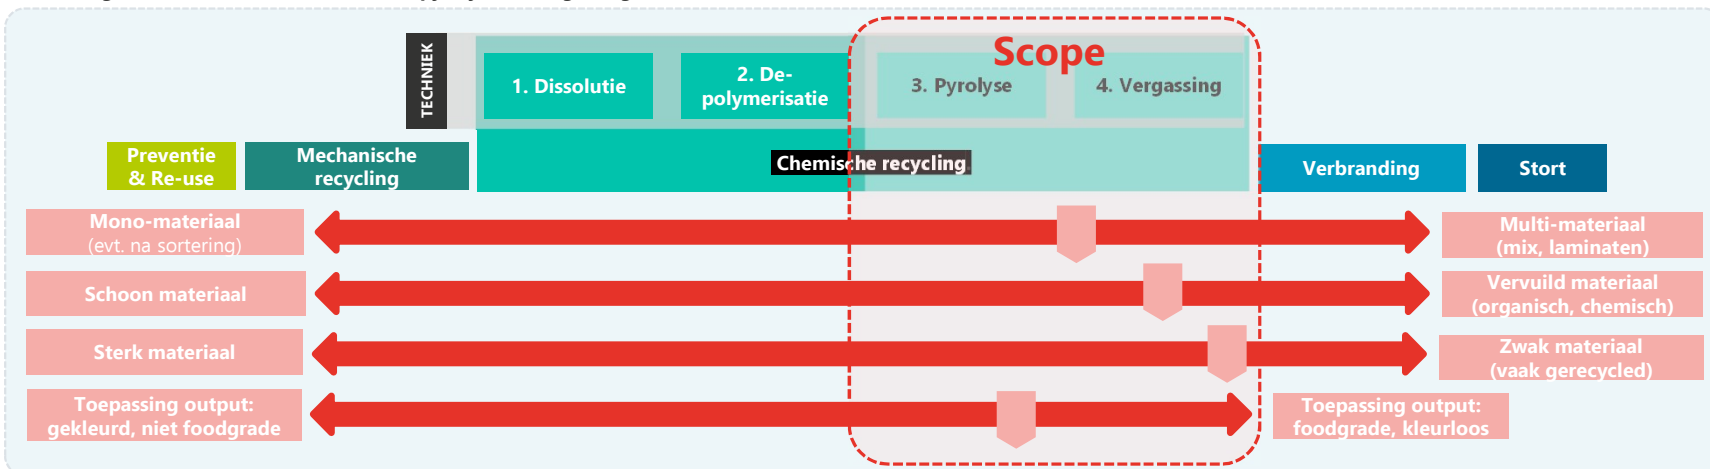 Scope
TECHNIEK
1. Dissolutie
2. De-
polymerisatie
3. Pyrolyse
4. Vergassing
Preventie
& Re-use
Mechanische
recycling
Chemische recycling
Verbranding
Stort
Mono-materiaal
(evt. na sortering)
Multi-materiaal
(mix, laminaten)
Schoon materiaal
Vervuild materiaal
(organisch, chemisch)
Sterk materiaal
Zwak materiaal
(vaak gerecycled)
Toepassing output:
gekleurd, niet foodgrade
Toepassing output:
foodgrade, kleurloos